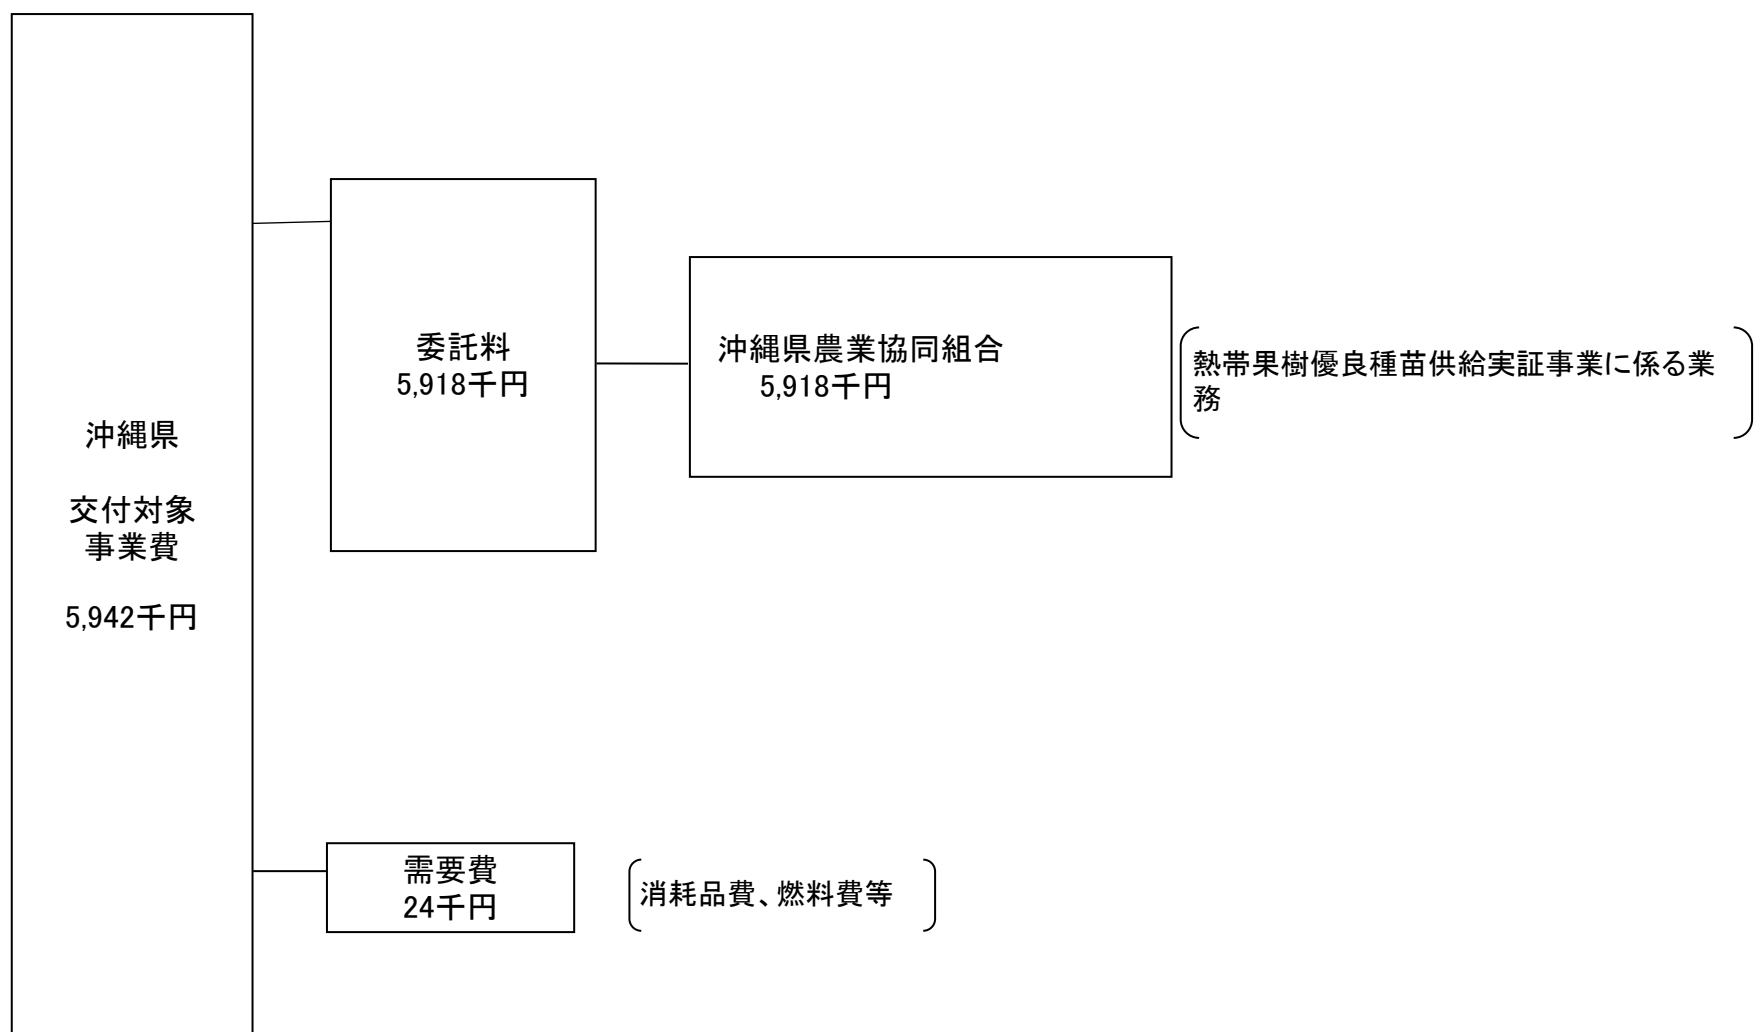 沖縄県
交付対象
事業費
5,942千円
委託料
5,918千円
沖縄県農業協同組合
5,918千円
熱帯果樹優良種苗供給実証事業に係る業
務
需要費
24千円
消耗品費、燃料費等